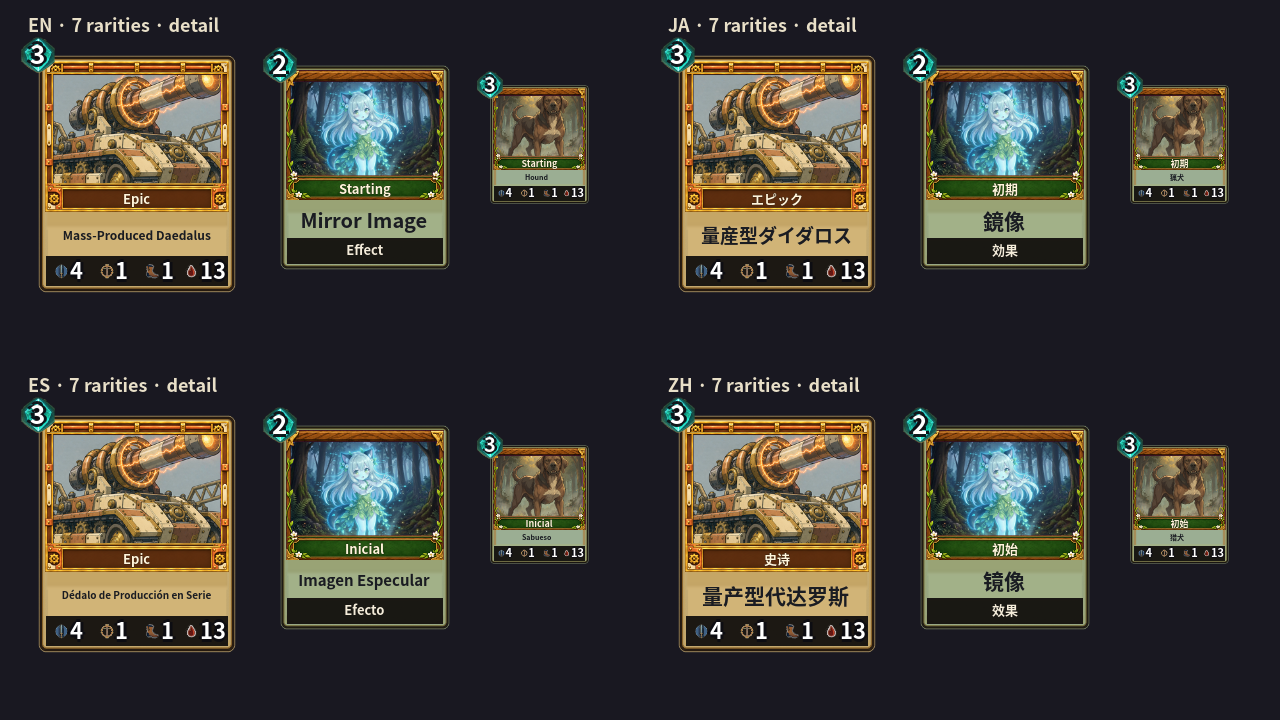 EN · 7 rarities · detail
3
Epic
Mass-Produced Daedalus
4 1 1 13
2
Starting
Mirror Image
Effect
3
Starting
Hound
4 1 1 13
JA · 7 rarities · detail
3
エピック
量産型ダイダロス
4 1 1 13
2
初期
鏡像
効果
3
初期
猟犬
4 1 1 13
ES · 7 rarities · detail
3
Epic
Dédalo de Producción en Serie
4 1 1 13
2
Inicial
Imagen Especular
Efecto
3
Inicial
Sabueso
4 1 1 13
ZH · 7 rarities · detail
3
史诗
量产型代达罗斯
4 1 1 13
2
初始
镜像
效果
3
初始
猎犬
4 1 1 13